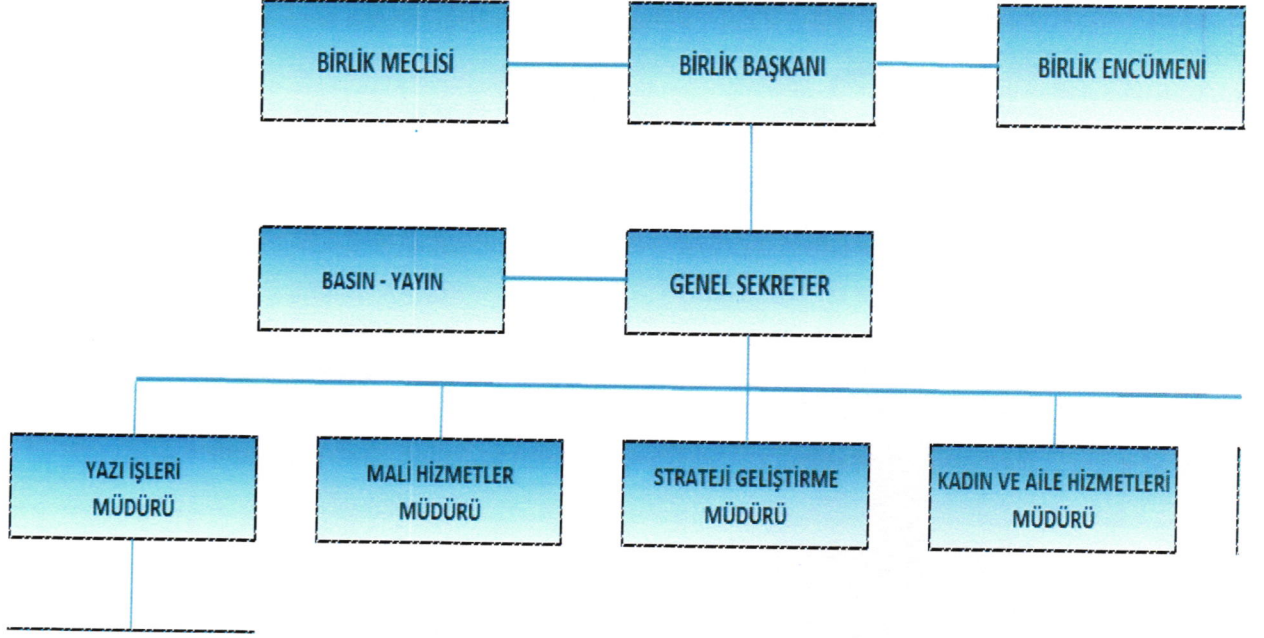 BİRLİK MECLİSİ
BİRLİK BAŞKANI
BİRLİK ENCÜMENİ
BASIN - YAYIN
GENEL SEKRETER
YAZI İŞLERİ
MÜDÜRÜ
MALİ HİZMETLER
MÜDÜRÜ
STRATEJİ GELİŞTİRME
MÜDÜRÜ
KADIN VE AİLE HİZMETLERİ
MÜDÜRÜ